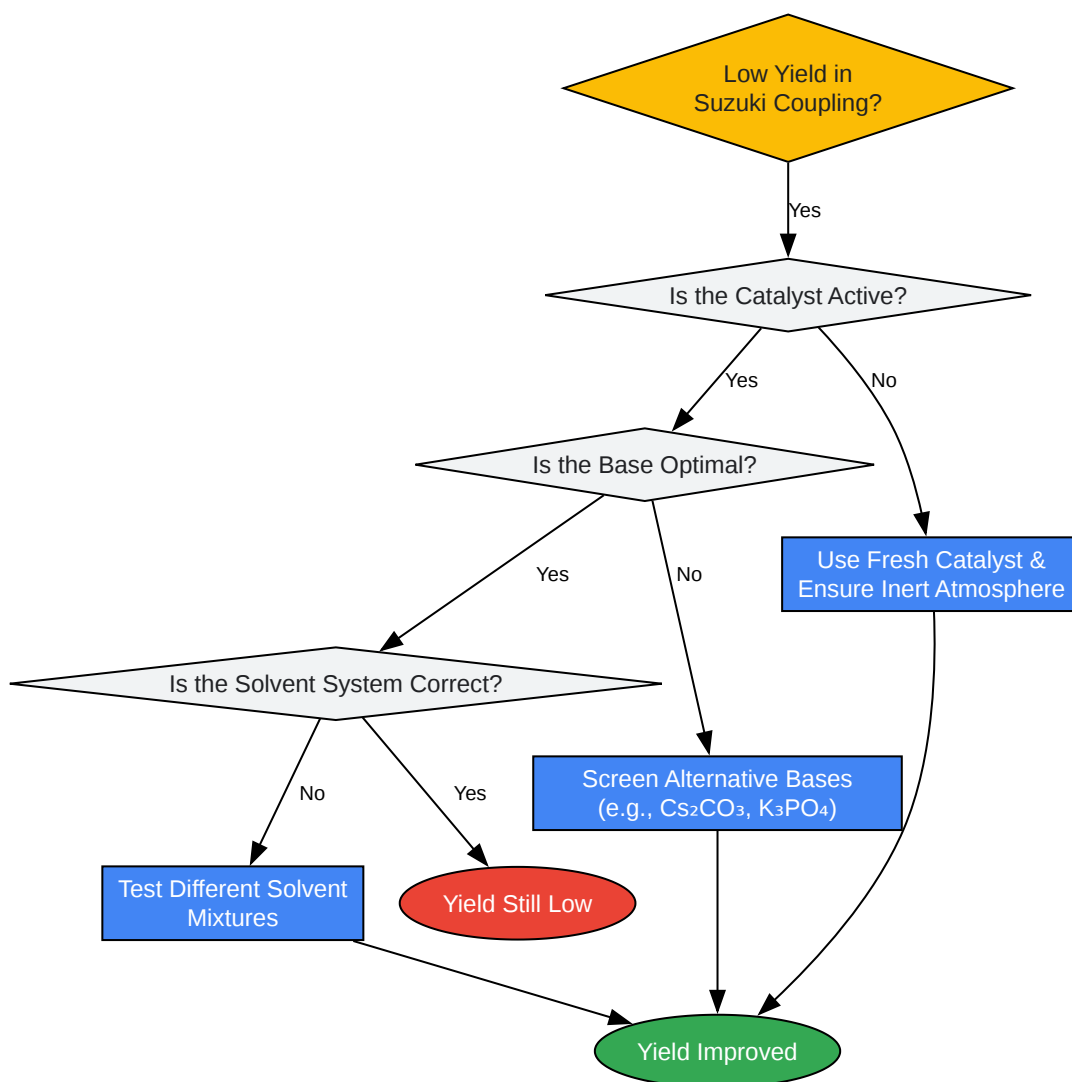 Low Yield in
Suzuki Coupling?
Yes
Is the Catalyst Active?
Yes
No
Is the Base Optimal?
Yes
No
Use Fresh Catalyst &
Ensure Inert Atmosphere
Is the Solvent System Correct?
No
Yes
Screen Alternative Bases
(e.g., Cs₂CO₃, K₃PO₄)
Test Different Solvent
Mixtures
Yield Still Low
Yield Improved